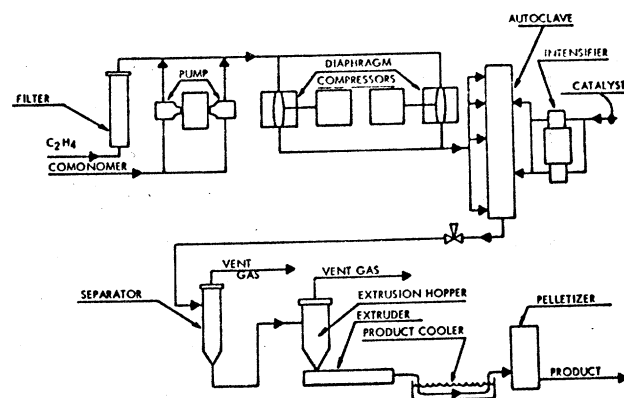 AUTOCLAVE
INTENSIFIER
CATALYST
DIAPHRAGM
COMPRESSORS
PUMP
FILTER
C2H4
COMONOMER
VENT
GAS
VENT GAS
SEPARATOR
EXTRUSION HOPPER
EXTRUDER
PRODUCT COOLER
PELLETIZER
PRODUCT